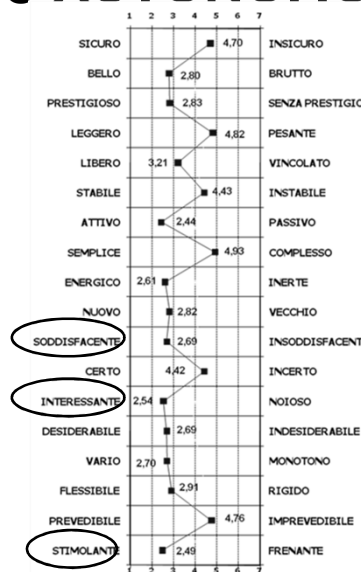 1 2 3 4 5 6 7
SICURO 4,70 INSICURO
BELLO 2,80 BRUTTO
PRESTIGIOSO 2,83 SENZA PRESTIGIO
LEGGERO 4,82 PESANTE
LIBERO 3,21 VINCOLATO
STABILE 4,43 INSTABILE
ATTIVO 2,44 PASSIVO
SEMPLICE 4,93 COMPLESSO
ENERGICO 2,61 INERTE
NUOVO 2,82 VECCHIO
SODDISFACENTE 2,69 INSODDISFACENT
CERTO 4,42 INCERTO
INTERESSANTE 2,54 NOIOSO
DESIDERABILE 2,69 INDESIDERABILE
VARIO 2,70 MONOTONO
FLESSIBILE 2,91 RIGIDO
PREVEDIBILE 4,76 IMPREVEDIBILE
STIMOLANTE 2,49 FRENANTE
1 2 3 4 5 6 7